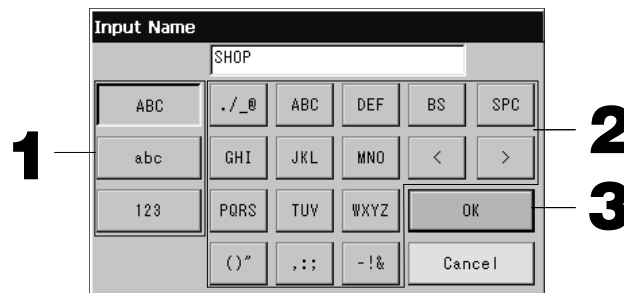 Input Name
SHOP
ABC ./_@ ABC DEF BS SPC
abc GHI JKL MNO < >
123 PQRS TUV WXYZ OK
()" ,:; -!& Cancel
1
2
3